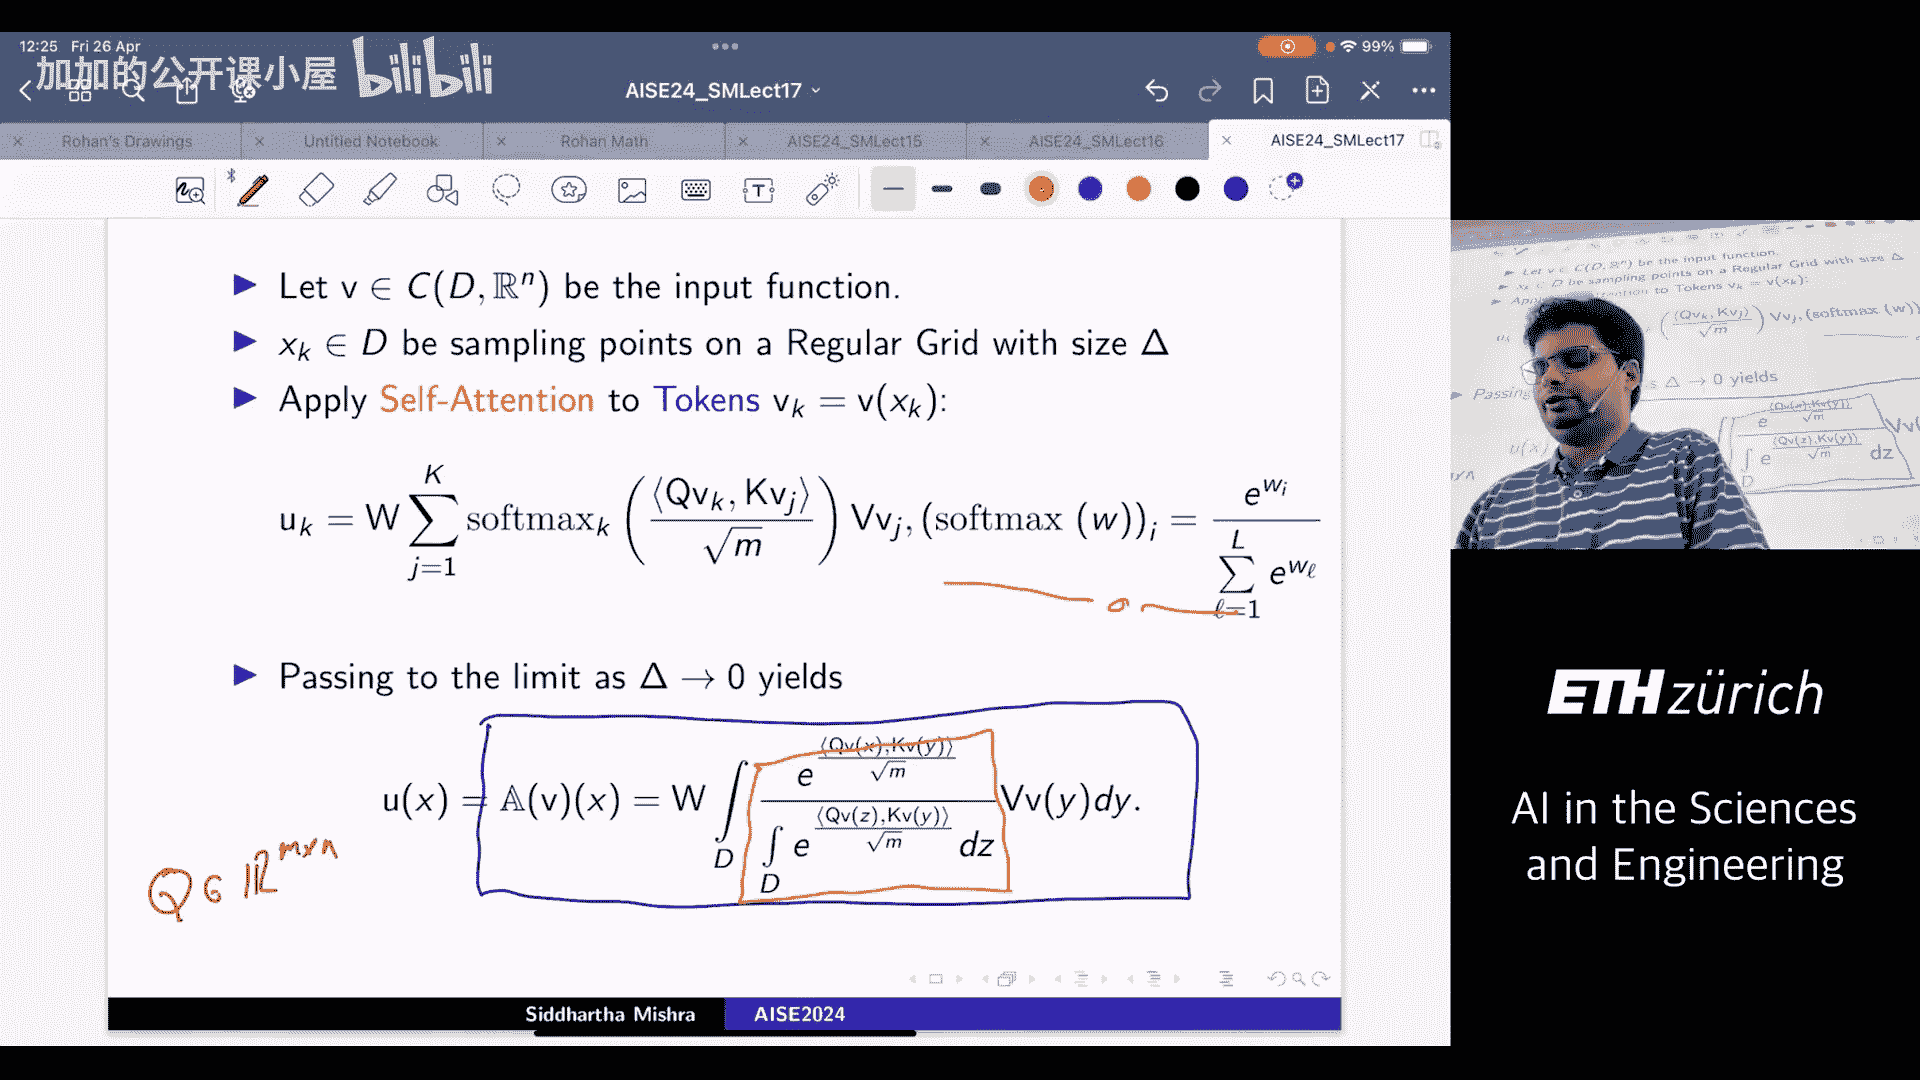 12:25 Fri 26 Apr
99%
加加的公开课小屋 bilibili
AISE24_SMLect17
Rohan's Drawings
Untitled Notebook
Rohan Math
AISE24_SMLect15
AISE24_SMLect16
AISE24_SMLect17
▶ Let v ∈ C(D, ℝⁿ) be the input function.
▶ xₖ ∈ D be sampling points on a Regular Grid with size Δ
▶ Apply Self-Attention to Tokens vₖ = v(xₖ):
uₖ = W ∑_{j=1}^{K} softmaxₖ (⟨Qvₖ, Kvⱼ⟩ / √m) Vvⱼ, (softmax (w))ᵢ = e^{wᵢ} / ∑_{ℓ=1}^{L} e^{w_ℓ}
▶ Passing to the limit as Δ → 0 yields
u(x) = 𝔸(v)(x) = W ∫_D e^{⟨Qv(x),Kv(y)⟩/√m} / ∫_D e^{⟨Qv(z),Kv(y)⟩/√m} dz Vv(y)dy.
Q ∈ ℝ^{m×n}
Siddhartha Mishra AISE2024
ETH zürich
AI in the Sciences
and Engineering